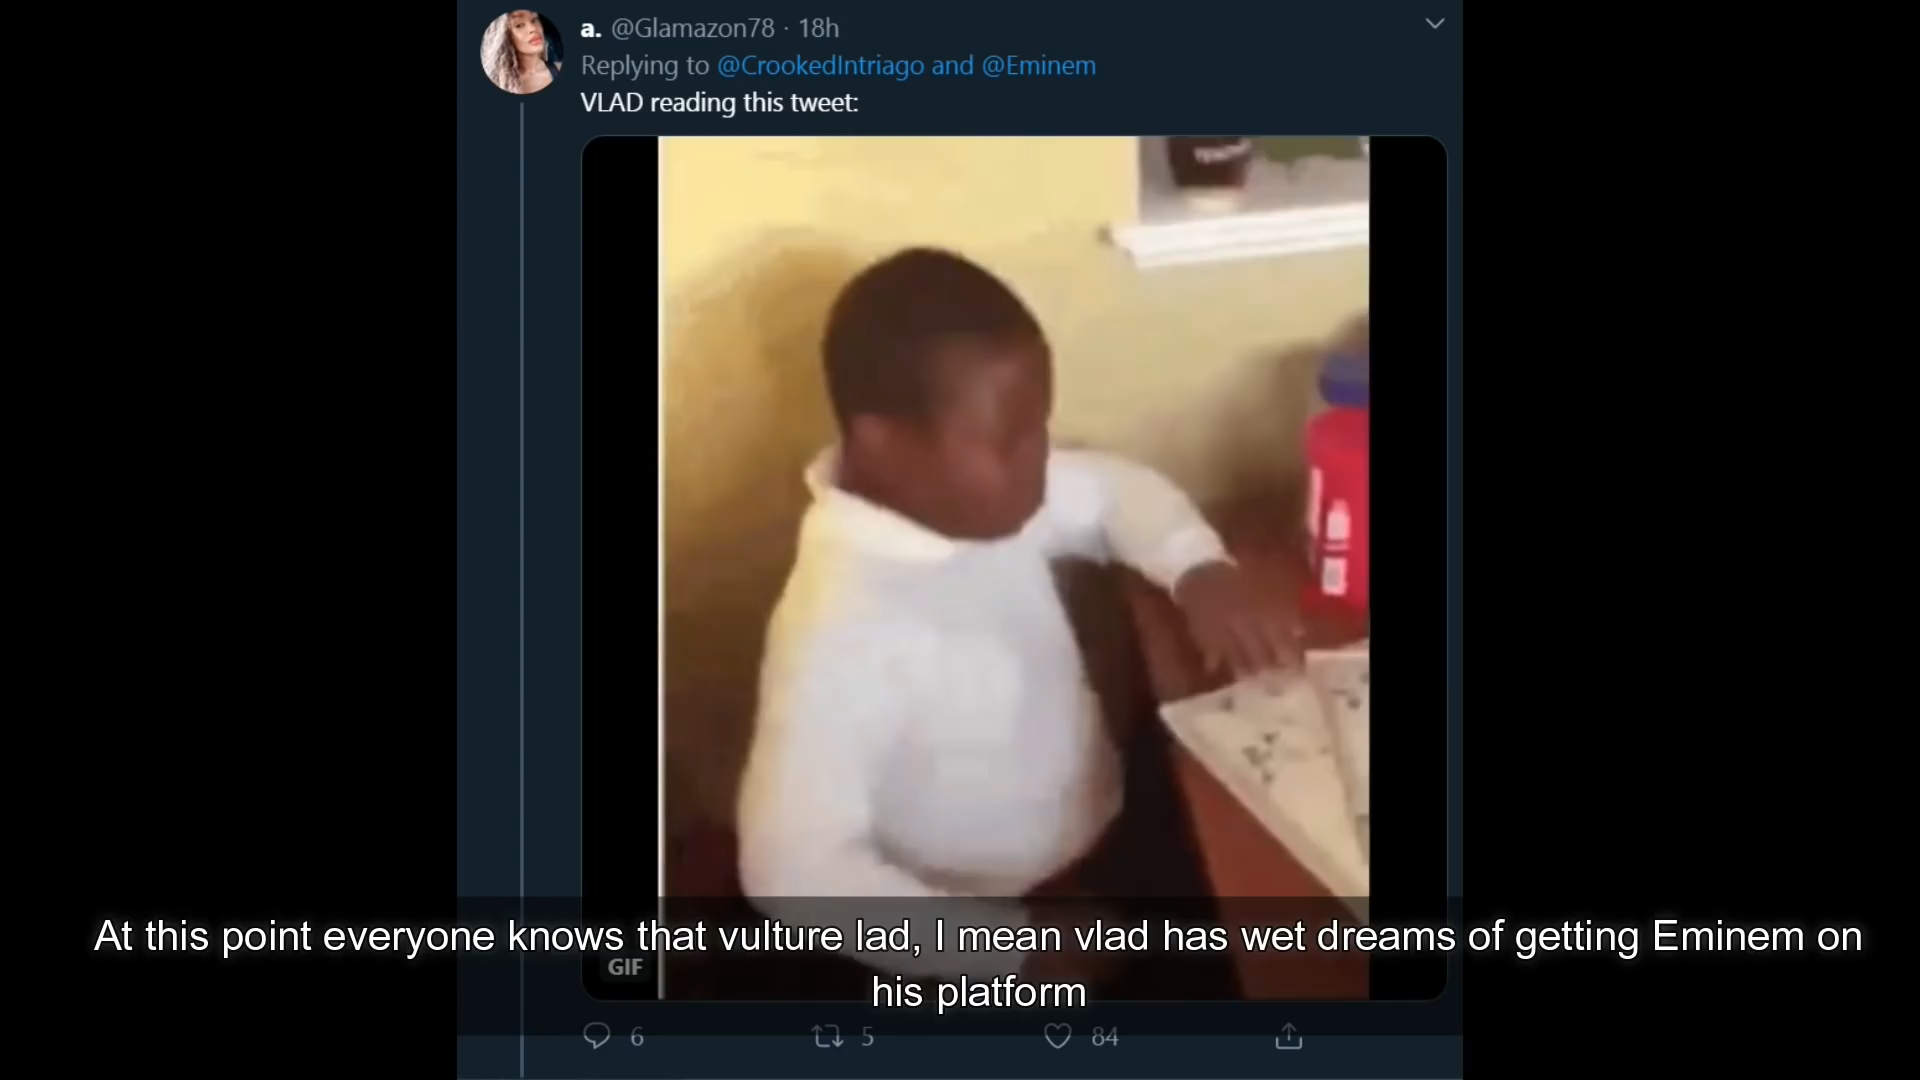 a. @Glamazon78 · 18h
Replying to @CrookedIntriago and @Eminem
VLAD reading this tweet:
At this point everyone knows that vulture lad, I mean vlad has wet dreams of getting Eminem on
GIF
his platform
6 5 84